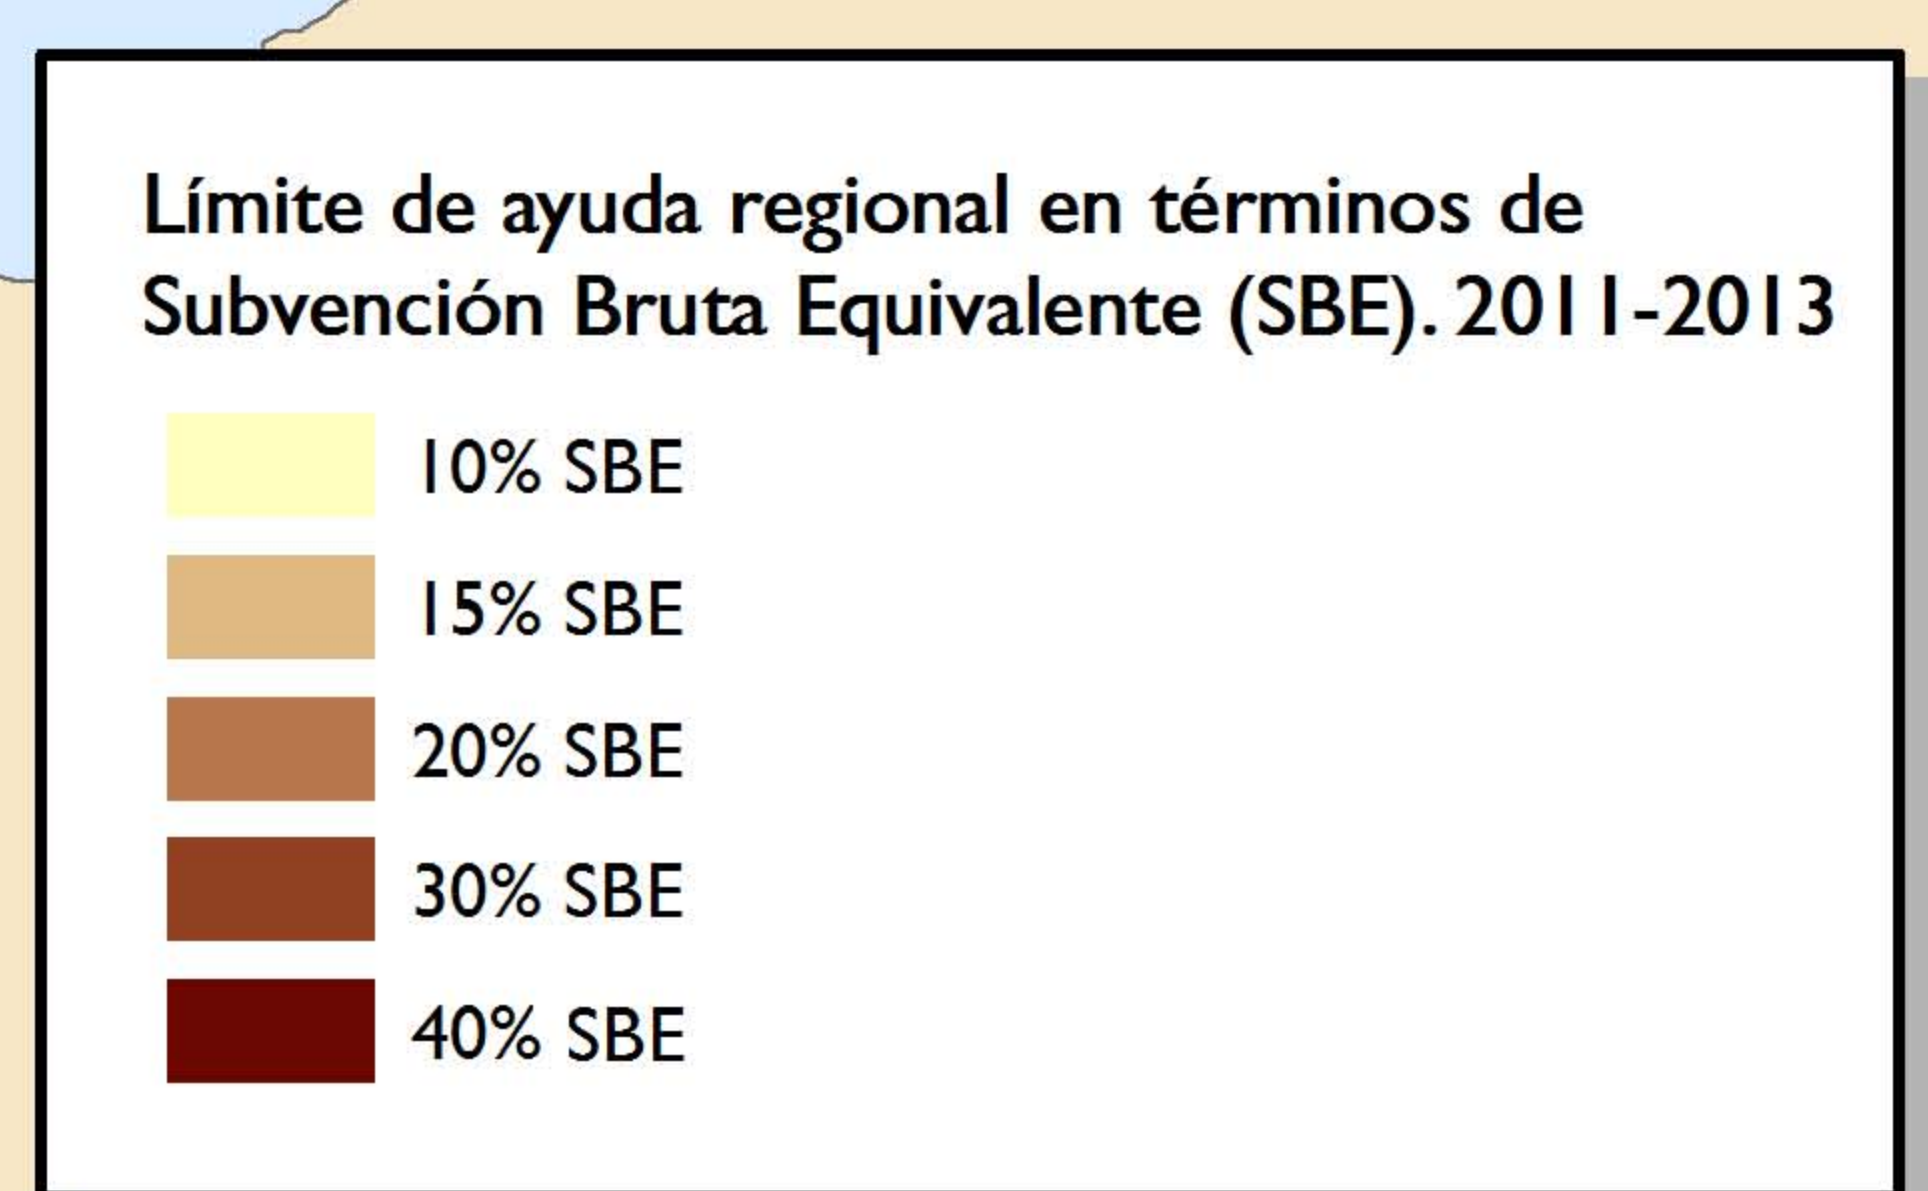 Límite de ayuda regional en términos de
Subvención Bruta Equivalente (SBE). 2011-2013
10% SBE
15% SBE
20% SBE
30% SBE
40% SBE